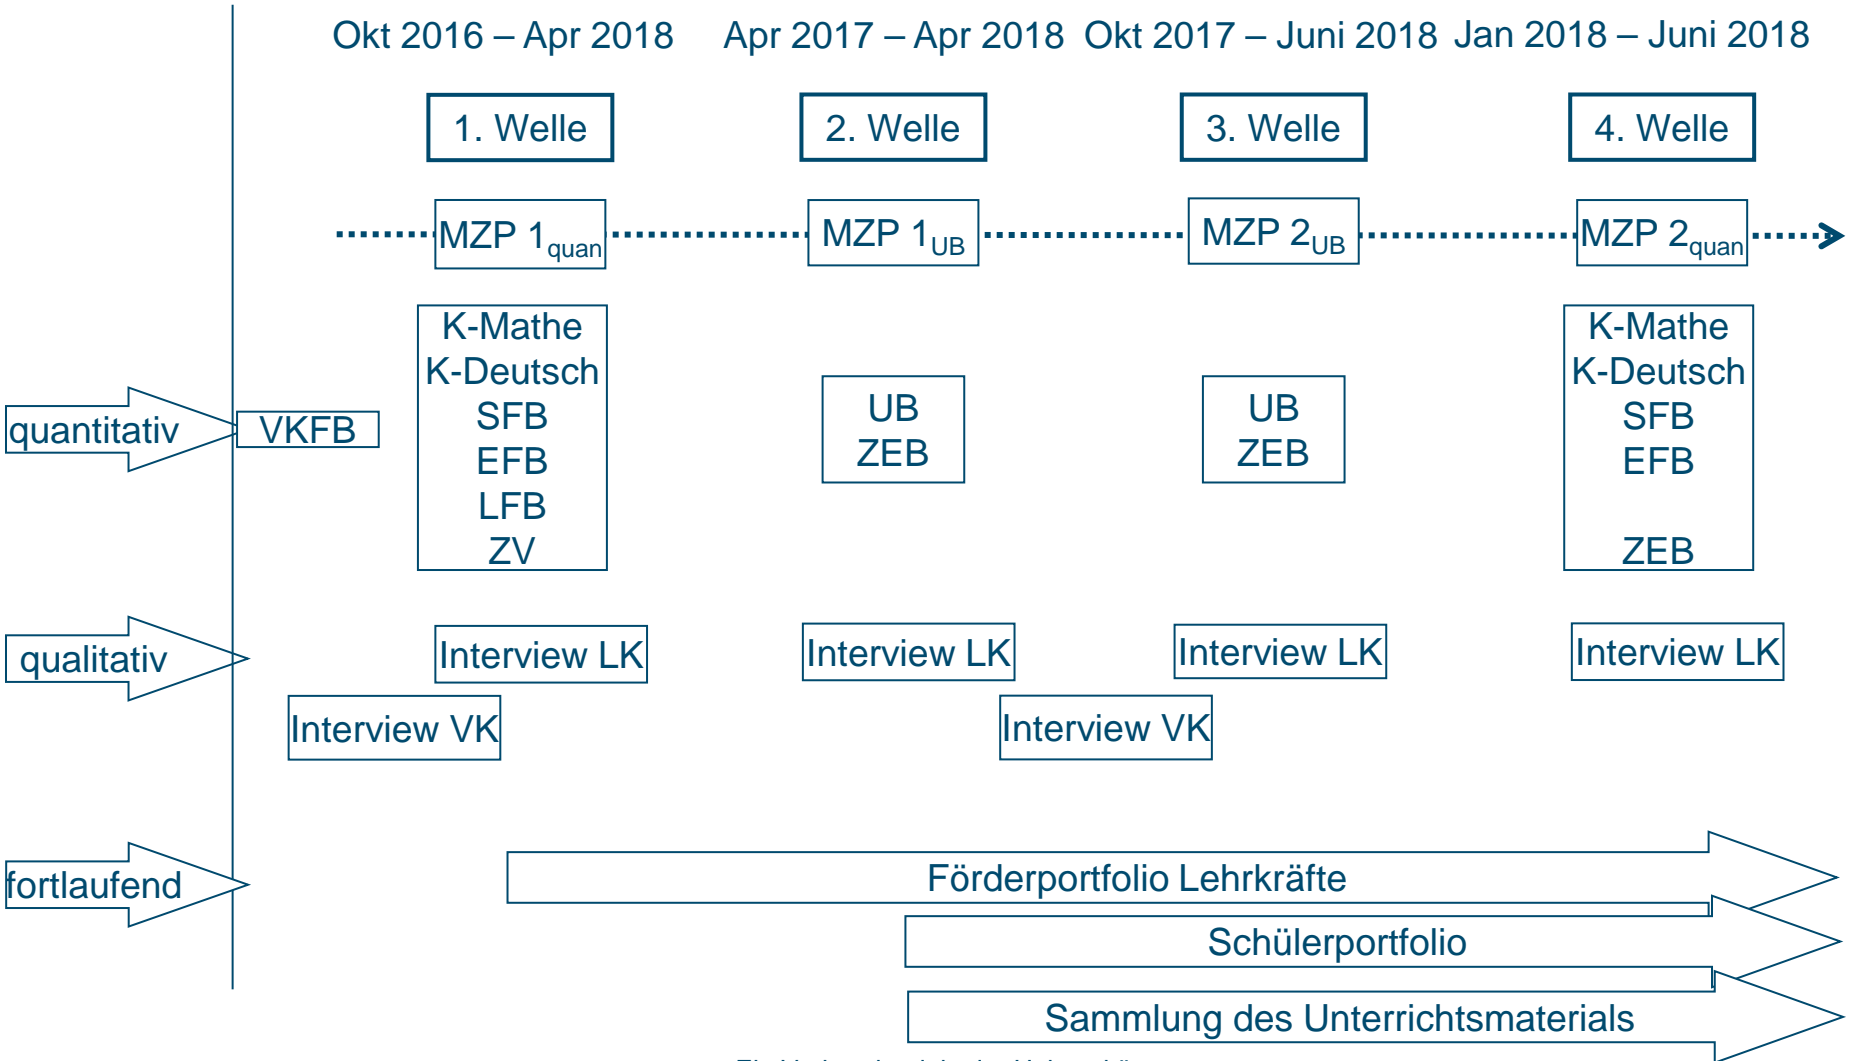 Okt 2016 – Apr 2018 Apr 2017 – Apr 2018 Okt 2017 – Juni 2018 Jan 2018 – Juni 2018
1. Welle 2. Welle 3. Welle 4. Welle
MZP 1quan MZP 1UB MZP 2UB MZP 2quan
quantitativ
VKFB
K-Mathe
K-Deutsch
SFB
EFB
LFB
ZV
UB
ZEB
UB
ZEB
K-Mathe
K-Deutsch
SFB
EFB
ZEB
qualitativ
Interview LK Interview LK Interview LK Interview LK
Interview VK Interview VK
fortlaufend
Förderportfolio Lehrkräfte
Schülerportfolio
Sammlung des Unterrichtsmaterials